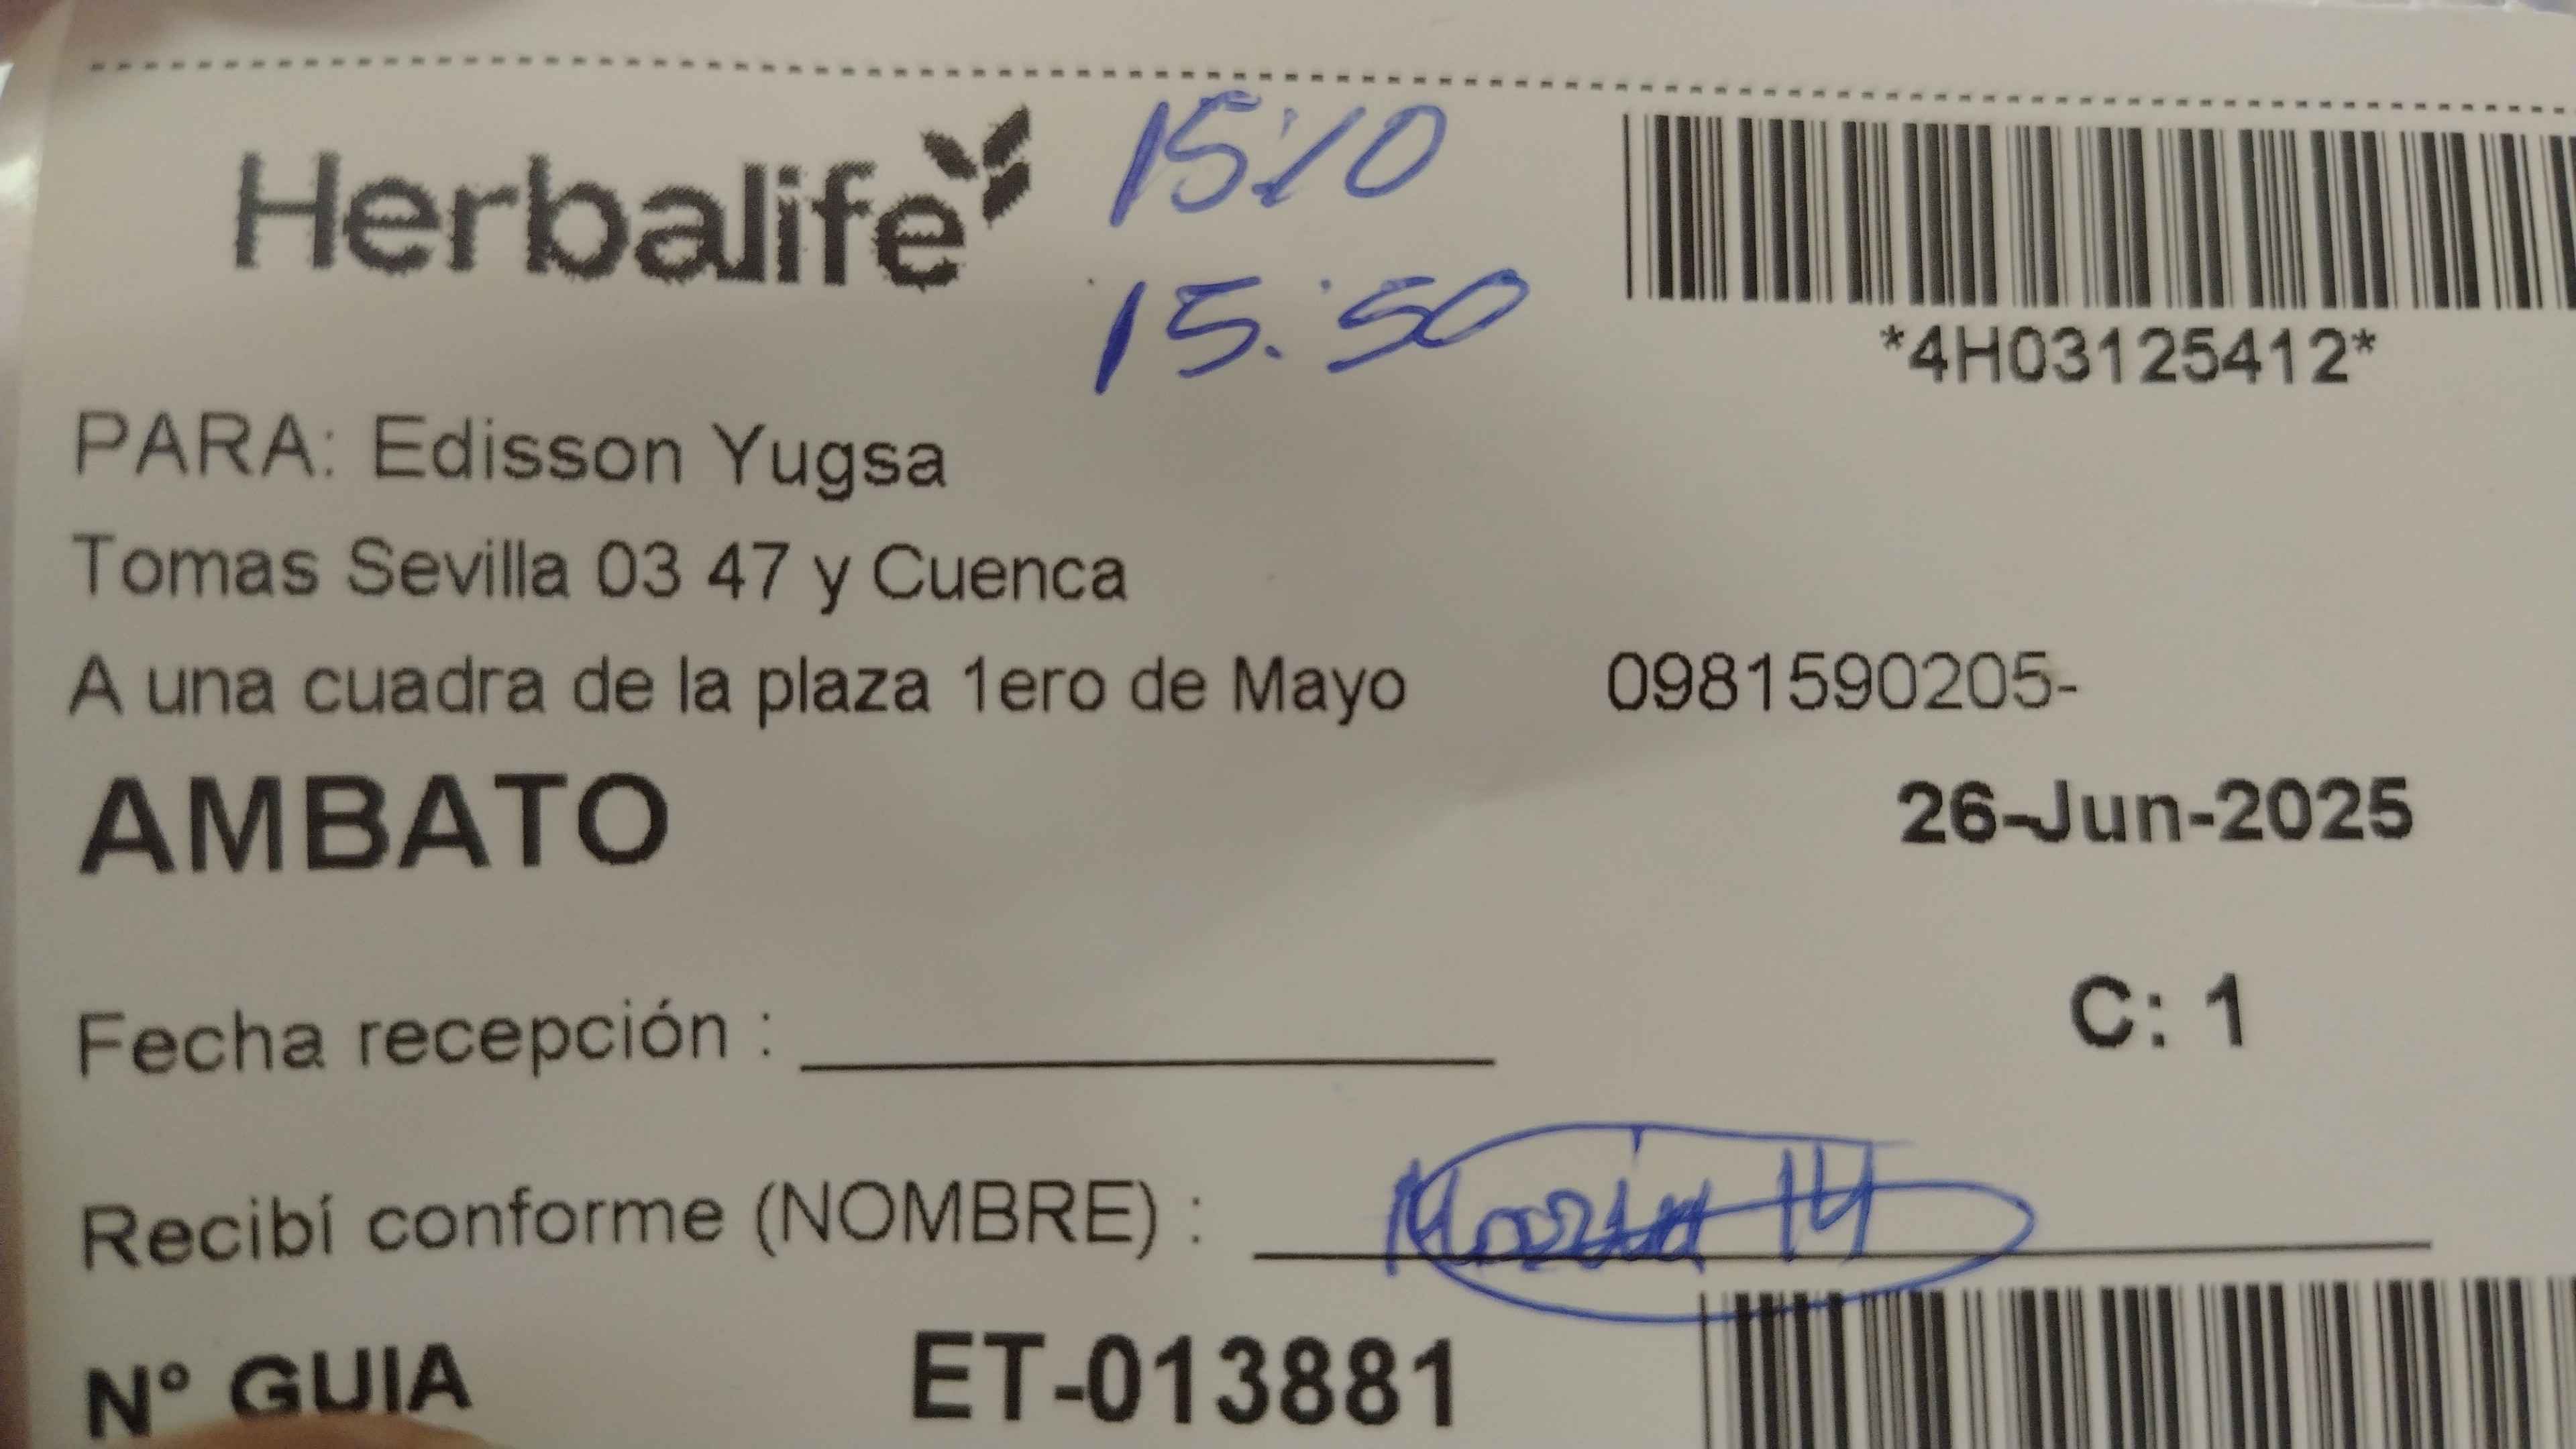 Herbalife
15:10
15:50
*4H03125412*
PARA: Edisson Yugsa
Tomas Sevilla 03 47 y Cuenca
A una cuadra de la plaza 1ero de Mayo 0981590205-
AMBATO
26-Jun-2025
C: 1
Fecha recepción :
Recibí conforme (NOMBRE) :
N° GUIA ET-013881